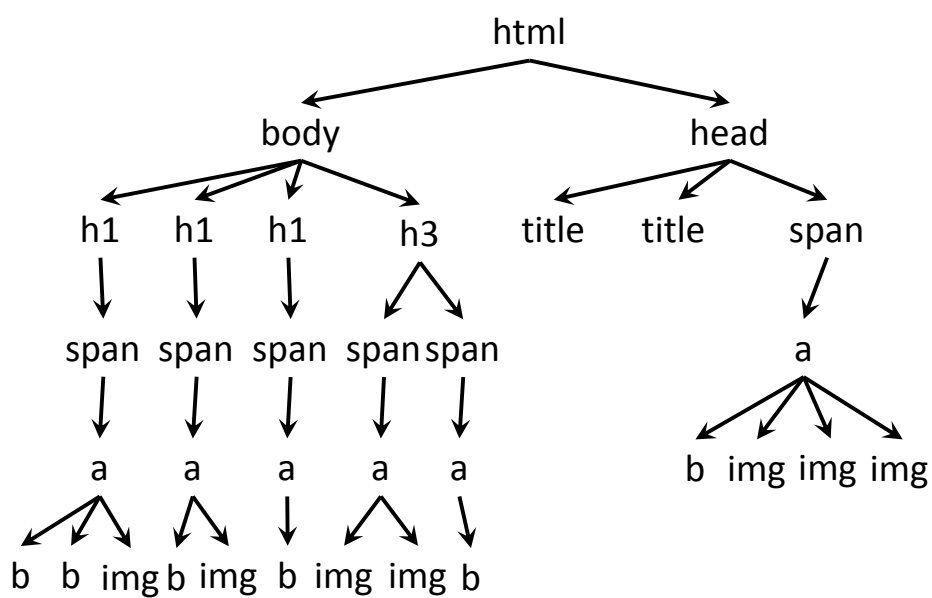 html
body head
h1 h1 h1 h3 title title span
span span span span span a
b img img img
a a a a a
b b img b img b img img b